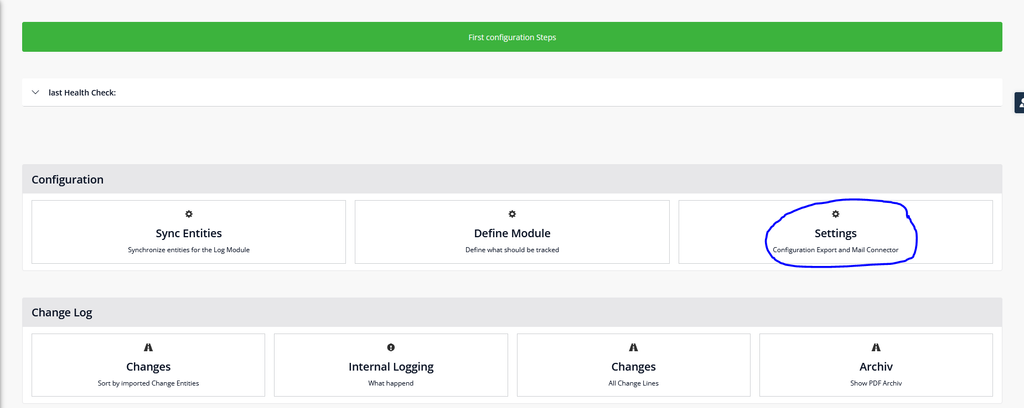 First configuration Steps
last Health Check:
Configuration
Sync Entities
Synchronize entities for the Log Module
Define Module
Define what should be tracked
Settings
Configuration Export and Mail Connector
Change Log
Changes
Sort by imported Change Entities
Internal Logging
What happend
Changes
All Change Lines
Archiv
Show PDF Archiv